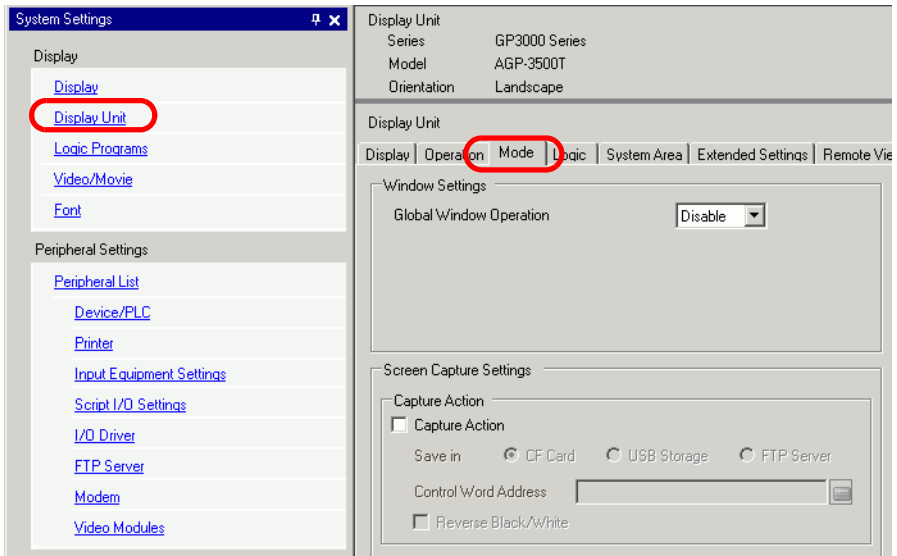 System Settings
Display
Display
Display Unit
Logic Programs
Video/Movie
Font
Peripheral Settings
Peripheral List
Device/PLC
Printer
Input Equipment Settings
Script I/O Settings
I/O Driver
FTP Server
Modem
Video Modules
Display Unit
Series GP3000 Series
Model AGP-3500T
Orientation Landscape
Display Unit
Display Operation Mode Logic System Area Extended Settings Remote Vie
Window Settings
Global Window Operation Disable
Screen Capture Settings
Capture Action
Capture Action
Save in CF Card USB Storage FTP Server
Control Word Address
Reverse Black/White